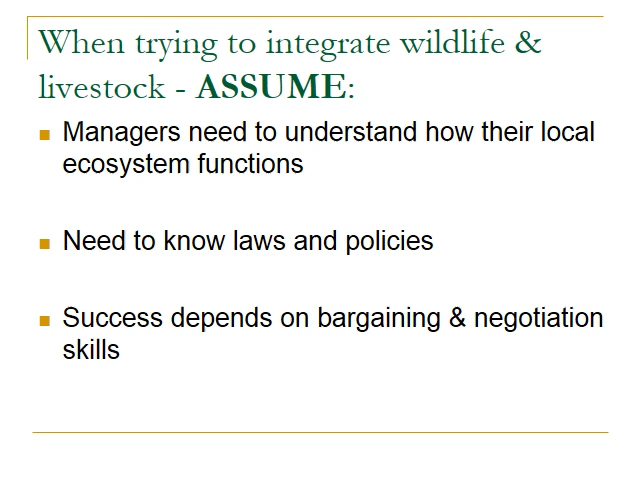 When trying to integrate wildlife &
livestock - ASSUME:
Managers need to understand how their local
ecosystem functions
Need to know laws and policies
Success depends on bargaining & negotiation
skills